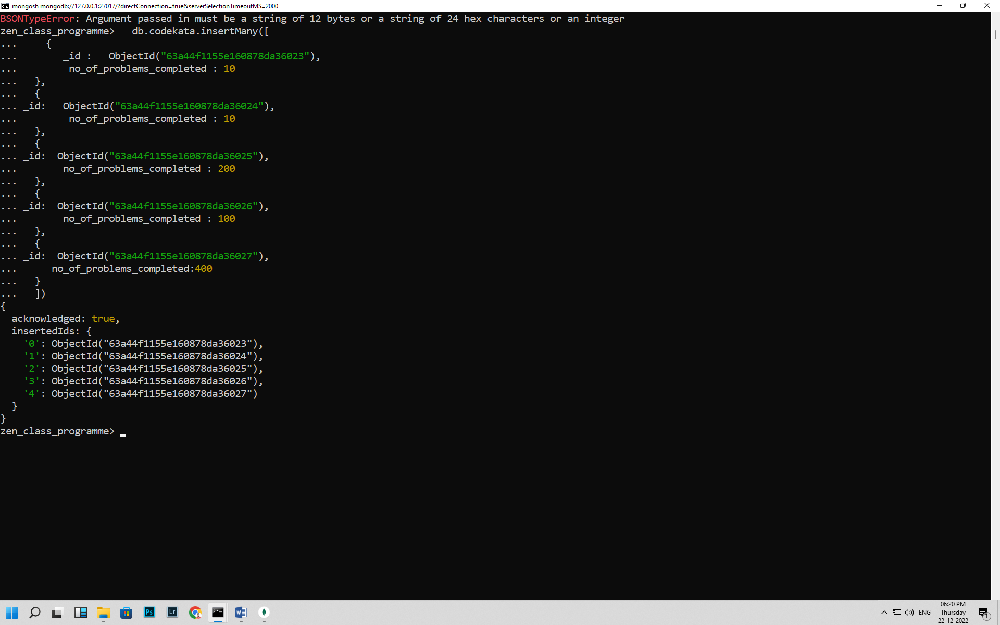 mongosh mongodb://127.0.0.1:27017/?directConnection=true&serverSelectionTimeoutMS=2000
BSONTypeError: Argument passed in must be a string of 12 bytes or a string of 24 hex characters or an integer
zen_class_programme>   db.codekata.insertMany([
...     {
...        _id :   ObjectId("63a44f1155e160878da36023"),
...         no_of_problems_completed : 10
...   },
...   {
... _id:   ObjectId("63a44f1155e160878da36024"),
...         no_of_problems_completed : 10
...   },
...   {
... _id:  ObjectId("63a44f1155e160878da36025"),
...        no_of_problems_completed : 200
...   },
...   {
... _id:  ObjectId("63a44f1155e160878da36026"),
...        no_of_problems_completed : 100
...   },
...   {
... _id:  ObjectId("63a44f1155e160878da36027"),
...      no_of_problems_completed:400
...   }
...   ])
{
  acknowledged: true,
  insertedIds: {
    '0': ObjectId("63a44f1155e160878da36023"),
    '1': ObjectId("63a44f1155e160878da36024"),
    '2': ObjectId("63a44f1155e160878da36025"),
    '3': ObjectId("63a44f1155e160878da36026"),
    '4': ObjectId("63a44f1155e160878da36027")
  }
}
zen_class_programme>
Ps
Lr
W
ENG
06:20 PM
Thursday
22-12-2022
1